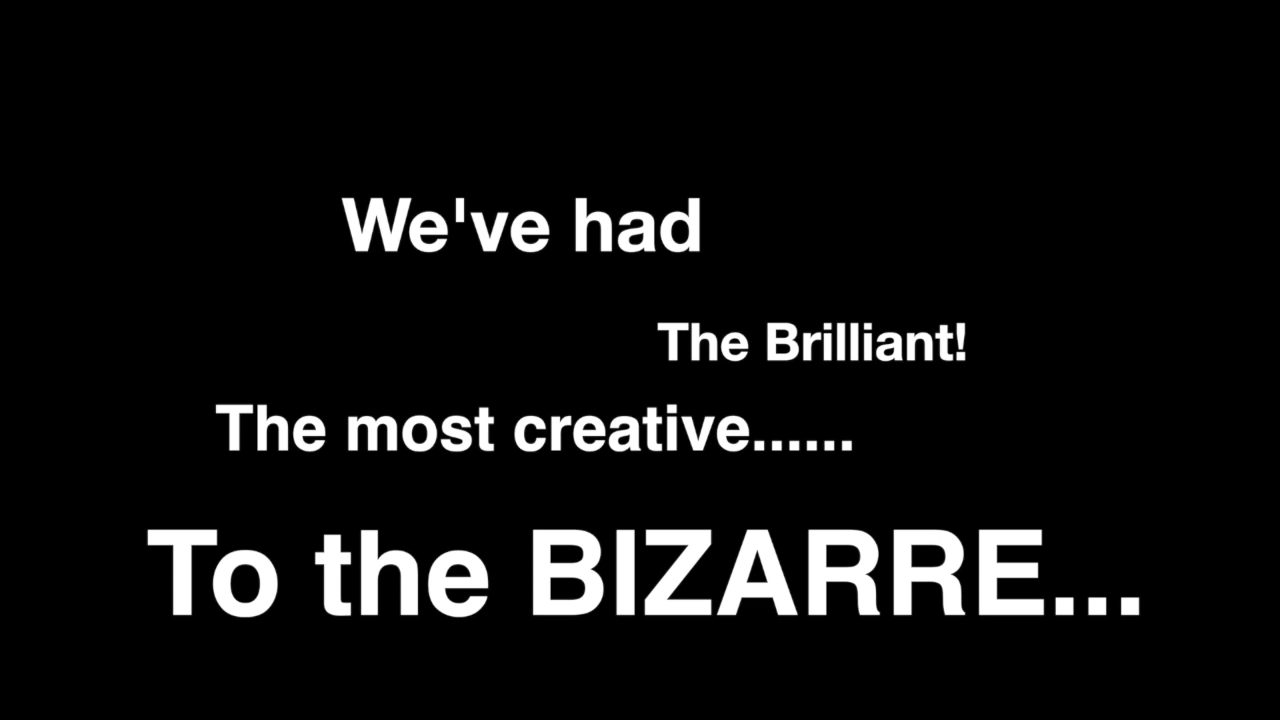 We've had
The Brilliant!
The most creative......
To the BIZARRE...